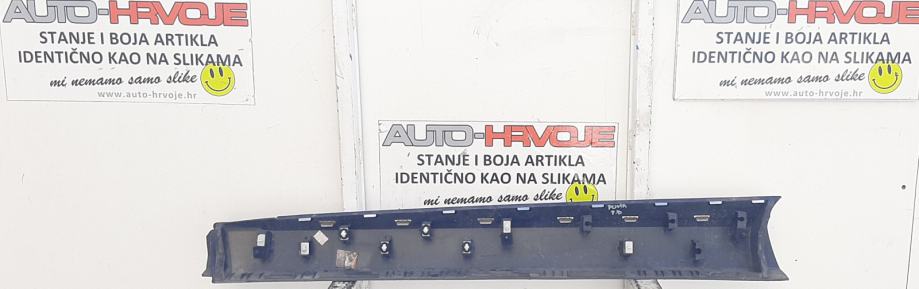 AUTO-HRVOJE
STANJE I BOJA ARTIKLA
IDENTIČNO KAO NA SLIKAMA
mi nemamo samo slike
www.auto-hrvoje.hr
AUTO-HRVOJE
STANJE I BOJA ARTIKLA
IDENTIČNO KAO NA SLIKAMA
mi nemamo samo slike
www.auto-hrvoje.hr
AUTO-HRVOJE
STANJE I BOJA ARTIKLA
IDENTIČNO KAO NA SLIKAMA
mi nemamo samo slike